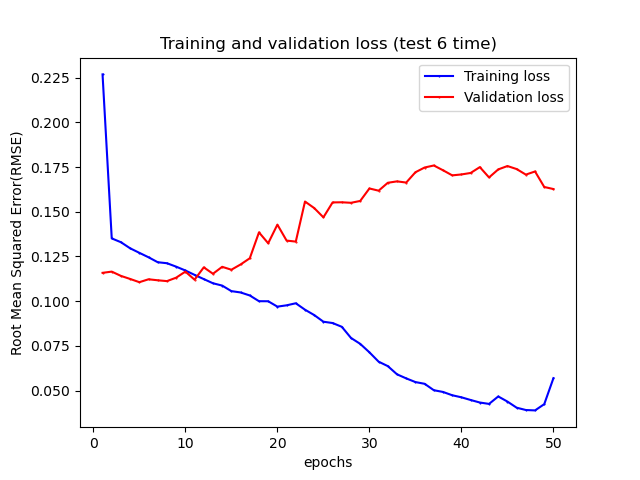 Training and validation loss (test 6 time)
Training loss
Validation loss
Root Mean Squared Error(RMSE)
0.225
0.200
0.175
0.150
0.125
0.100
0.075
0.050
0 10 20 30 40 50
epochs